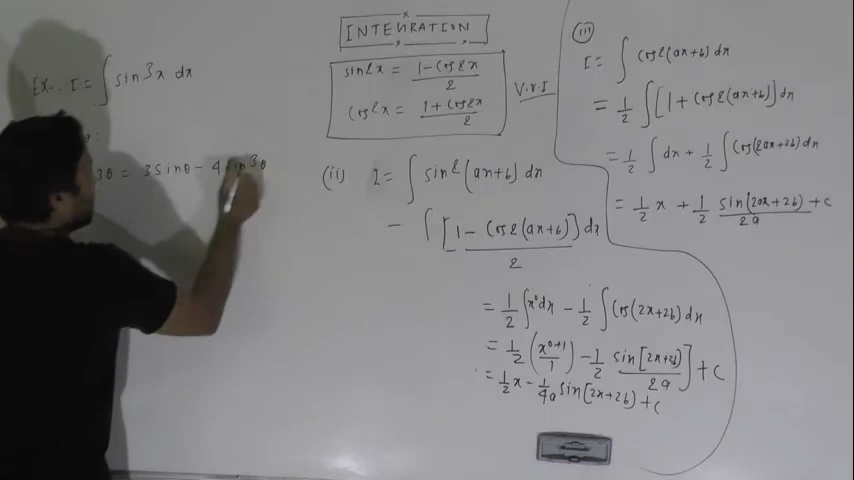 INTEGRATION
sin2x = 1 - cos2x / 2
cos2x = 1 + cos2x / 2
V.V.I
Ex-. I = ∫ sin3x dx
3θ = 3sinθ - 4 sin3θ
(ii) I = ∫ sin2(ax+b) dx
- ∫ [1 - cos2(ax+b)] dx / 2
= 1/2 ∫ x⁰dx - 1/2 ∫ cos(2x+2b) dx
= 1/2 (x⁰⁺¹/1) - 1/2 sin[2x+2b]/2a] + c
= 1/2 x - 1/4a sin[2x+2b] + c
(iii)
I = ∫ cos2(ax+b) dx
= 1/2 ∫ [1 + cos2(ax+b)] dx
= 1/2 ∫ dx + 1/2 ∫ cos(2ax+2b) dx
= 1/2 x + 1/2 sin(2ax+2b)/2a + c